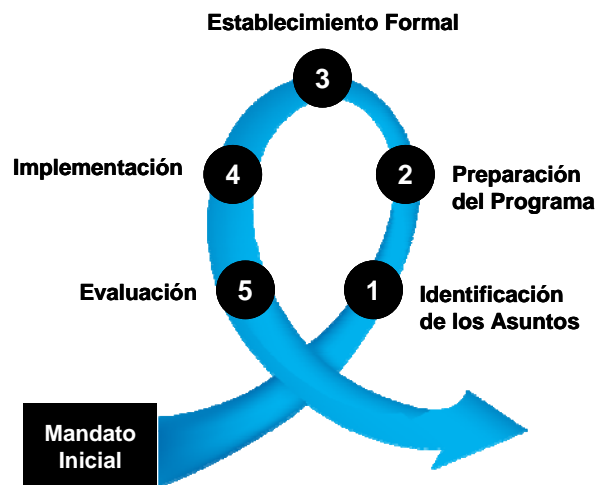 Establecimiento Formal
3
Implementación
4
2
Preparación
del Programa
Evaluación
5
1
Identificación
de los Asuntos
Mandato
Inicial